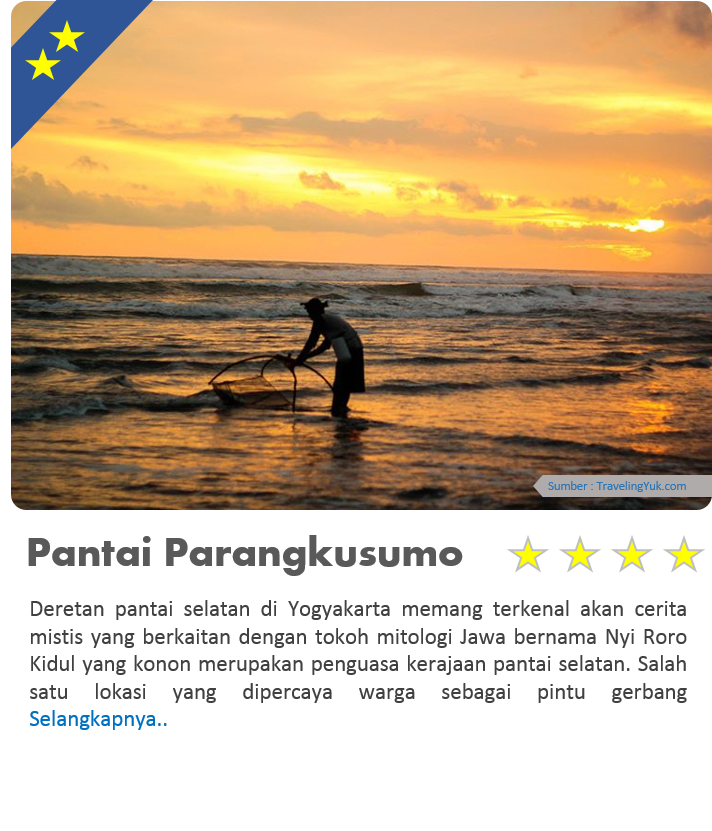 Sumber : TravelingYuk.com
Pantai Parangkusumo
Deretan pantai selatan di Yogyakarta memang terkenal akan cerita
mistis yang berkaitan dengan tokoh mitologi Jawa bernama Nyi Roro
Kidul yang konon merupakan penguasa kerajaan pantai selatan. Salah
satu lokasi yang dipercaya warga sebagai pintu gerbang
Selangkapnya..